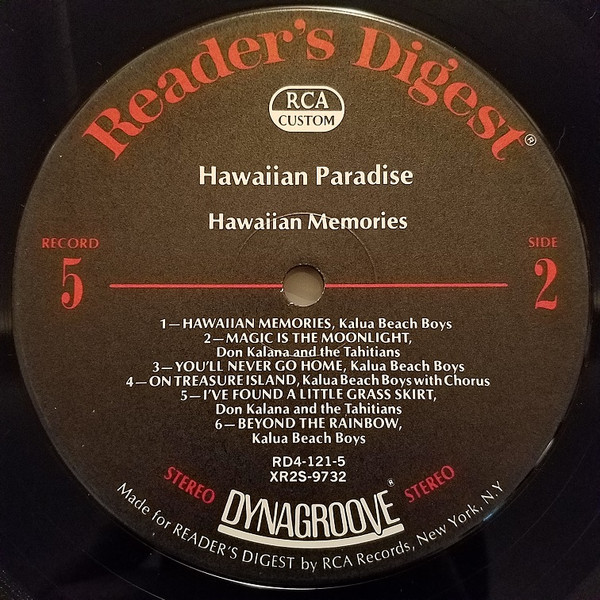 Reader's Digest®
RCA
CUSTOM
Hawaiian Paradise
Hawaiian Memories
RECORD
5
SIDE
2
1—HAWAIIAN MEMORIES, Kalua Beach Boys
2—MAGIC IS THE MOONLIGHT,
Don Kalana and the Tahitians
3—YOU'LL NEVER GO HOME, Kalua Beach Boys
4—ON TREASURE ISLAND, Kalua Beach Boys with Chorus
5—I'VE FOUND A LITTLE GRASS SKIRT,
Don Kalana and the Tahitians
6—BEYOND THE RAINBOW,
Kalua Beach Boys
RD4-121-5
XR2S-9732
STEREO DYNAGROOVE® STEREO
Made for READER'S DIGEST by RCA Records, New York, N.Y